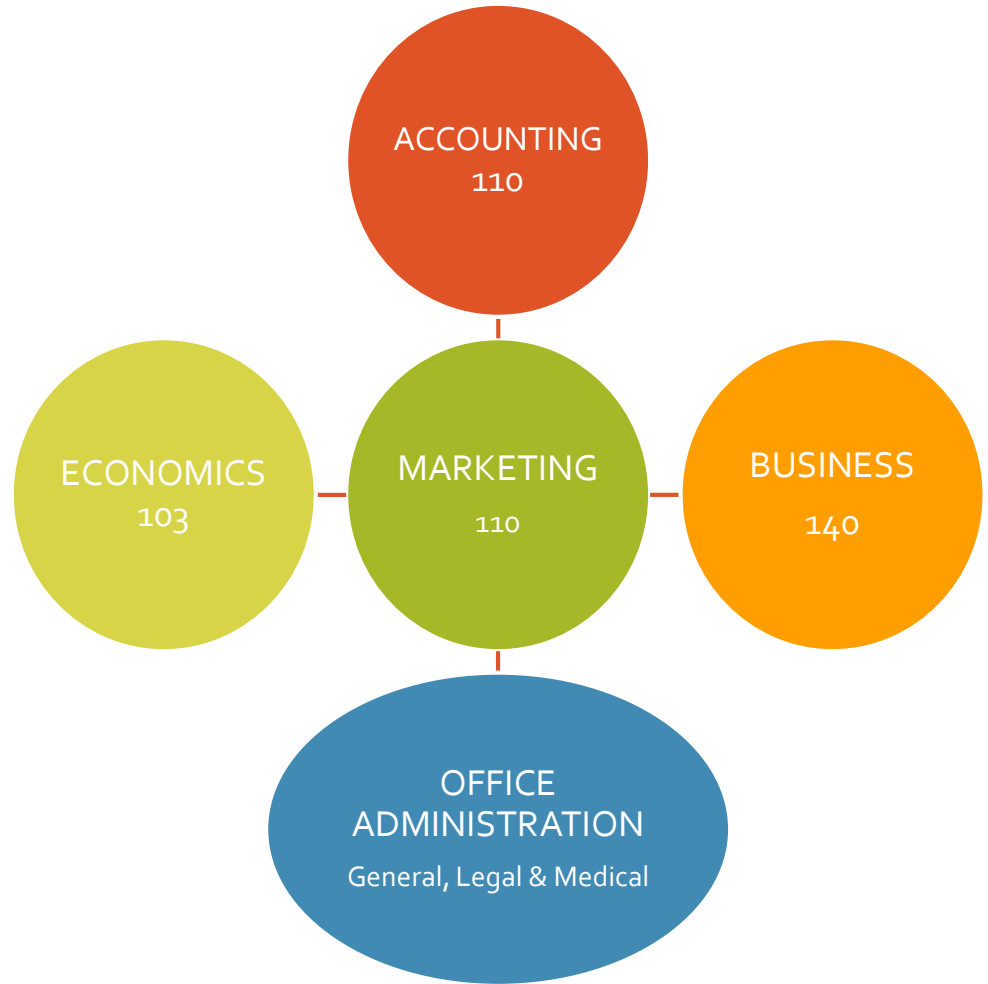 ACCOUNTING
110
ECONOMICS
103
MARKETING
110
BUSINESS
140
OFFICE
ADMINISTRATION
General, Legal & Medical